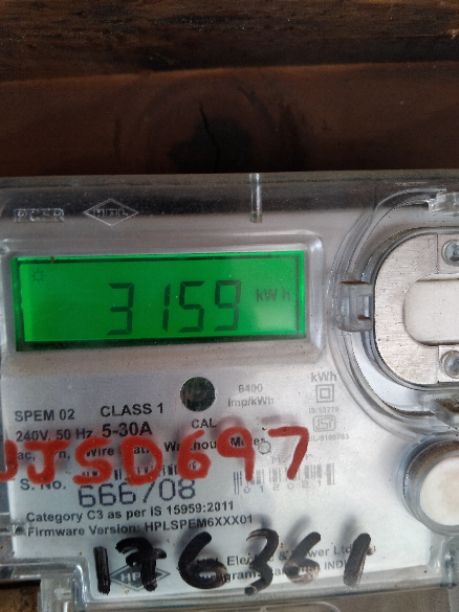 HPL
3159 kWh
6400
imp/kWh
kWh
SPEM 02 CLASS 1
CAL
240V, 50 Hz 5-30A
JSD697
S. No. 666708
Category C3 as per IS 15959:2011
Firmware Version: HPLSPEM6XXX01
176361